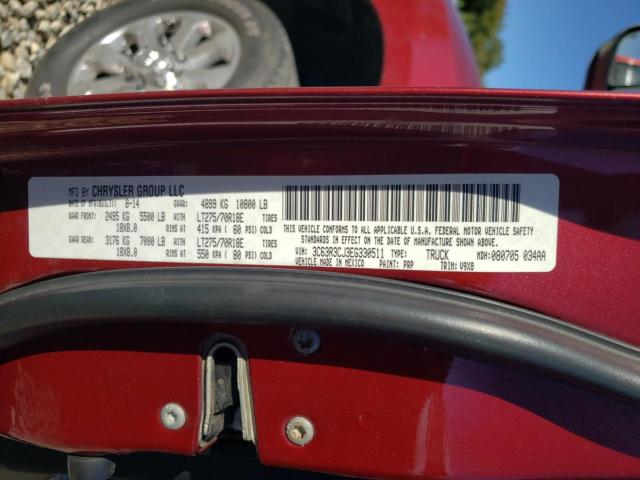 MFD BY CHRYSLER GROUP LLC
DATE OF MFR(BUILT): 8-14 GVWR: 4899 KG 10800 LB
GAWR FRONT: 2495 KG 5500 LB WITH LT275/70R18E TIRES
18X8.0 RIMS AT 415 KPA ( 60 PSI) COLD
GAWR REAR: 3176 KG 7000 LB WITH LT275/70R18E TIRES
18X8.0 RIMS AT 550 KPA ( 80 PSI) COLD
THIS VEHICLE CONFORMS TO ALL APPLICABLE U.S.A. FEDERAL MOTOR VEHICLE SAFETY
STANDARDS IN EFFECT ON THE DATE OF MANUFACTURE SHOWN ABOVE.
VIN: 3C63R3CJ3EG330511 TYPE: TRUCK MDH: 080705 034AA
VEHICLE MADE IN MEXICO PAINT: PRP TRIM: V9X8